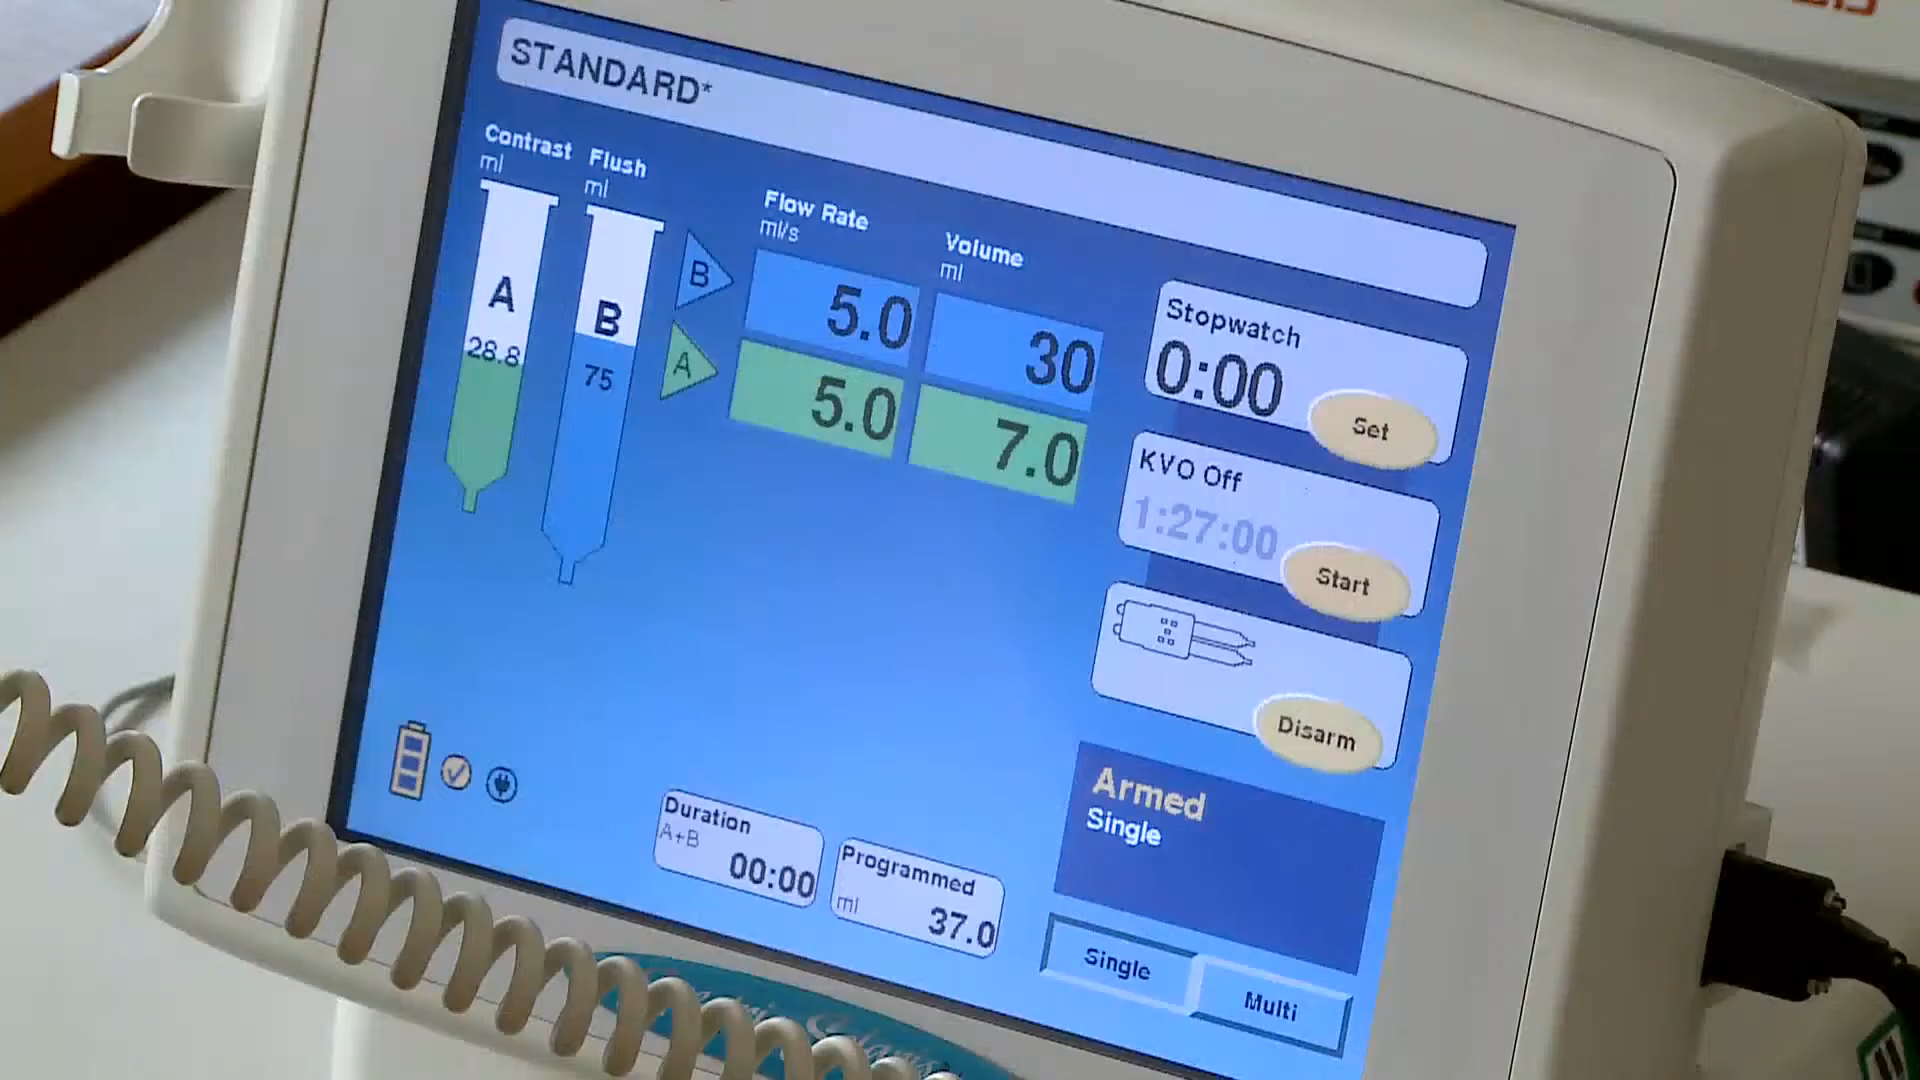 STANDARD*
Contrast
ml
Flush
ml
Flow Rate
ml/s
Volume
ml
A
28.8
B
75
B
5.0
30
A
5.0
7.0
Stopwatch
0:00
Set
KVO Off
1:27:00
Start
Disarm
Armed
Single
Duration
A+B
00:00
Programmed
ml
37.0
Single
Multi